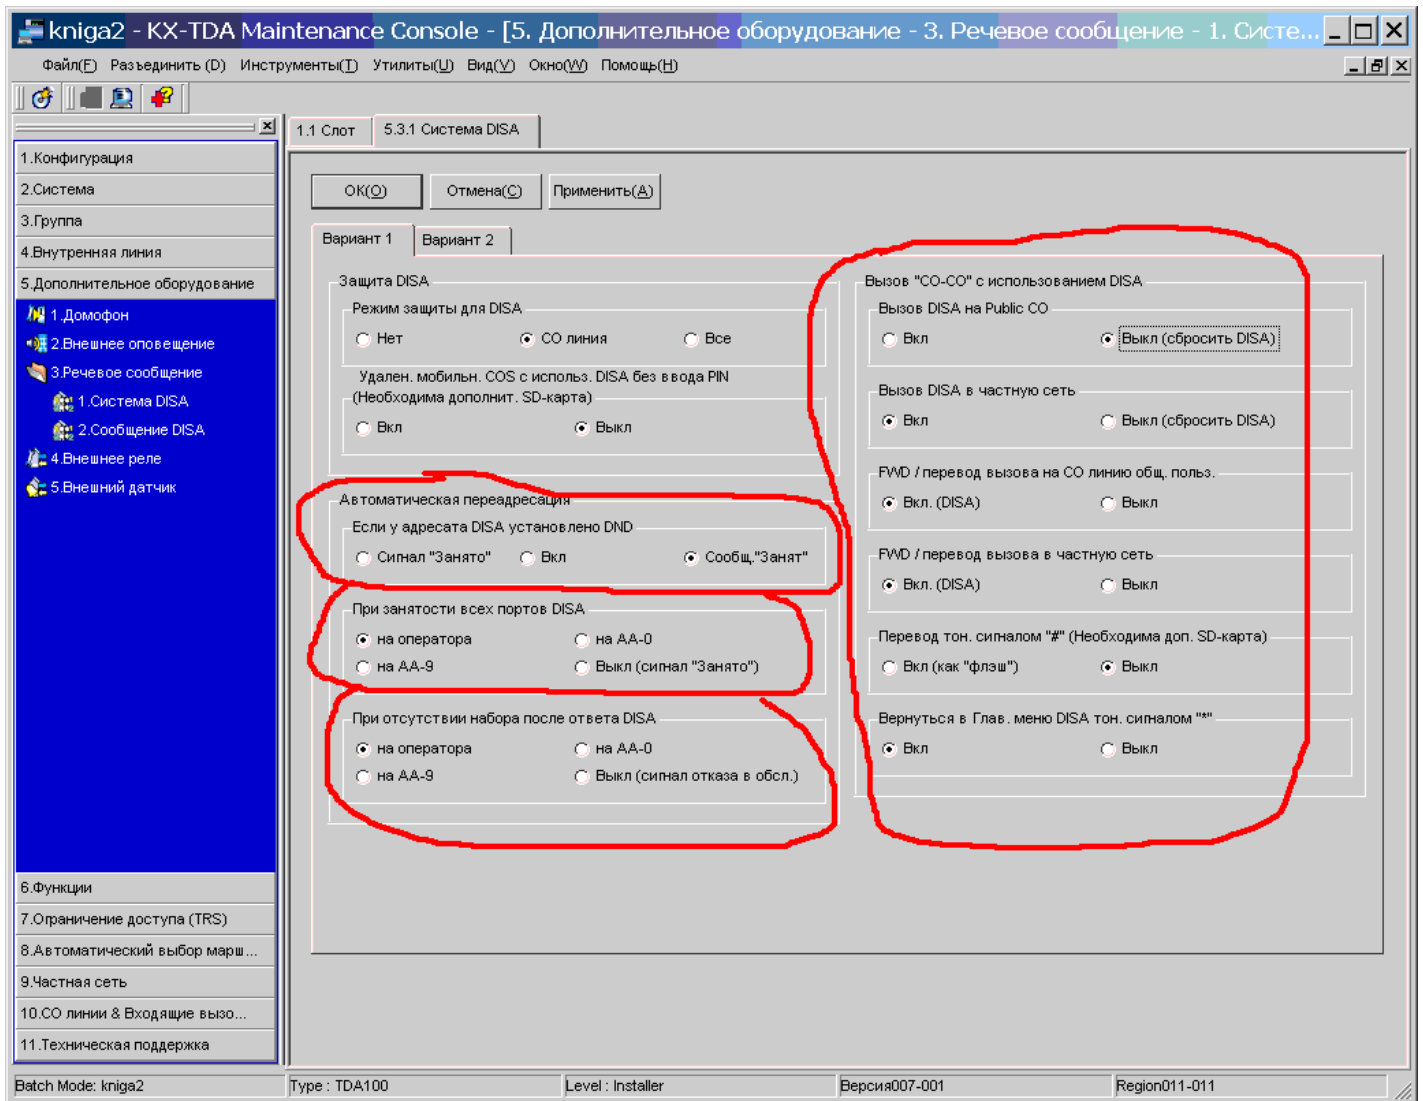 kniga2 - KX-TDA Maintenance Console - [5. Дополнительное оборудование - 3. Речевое сообщение - 1. Систе...
Файл(F) Разъединить (D) Инструменты(T) Утилиты(U) Вид(V) Окно(W) Помощь(H)
1.1 Слот
5.3.1 Система DISA
1.Конфигурация
2.Система
3.Группа
4.Внутренняя линия
5.Дополнительное оборудование
1.Домофон
2.Внешнее оповещение
3.Речевое сообщение
1.Система DISA
2.Сообщение DISA
4.Внешнее реле
5.Внешний датчик
6.Функции
7.Ограничение доступа (TRS)
8.Автоматический выбор марш...
9.Частная сеть
10.CO линии & Входящие вызо...
11.Техническая поддержка
OK(O) Отмена(C) Применить(A)
Вариант 1 Вариант 2
Защита DISA
Режим защиты для DISA
Нет CO линия Все
Удален. мобильн. COS с использ. DISA без ввода PIN
(Необходима дополнит. SD-карта)
Вкл Выкл
Автоматическая переадресация
Если у адресата DISA установлено DND
Сигнал "Занято" Вкл Сообщ."Занят"
При занятости всех портов DISA
на оператора на AA-0
на AA-9 Выкл (сигнал "Занято")
При отсутствии набора после ответа DISA
на оператора на AA-0
на AA-9 Выкл (сигнал отказа в обсл.)
Вызов "CO-CO" с использованием DISA
Вызов DISA на Public CO
Вкл Выкл (сбросить DISA)
Вызов DISA в частную сеть
Вкл Выкл (сбросить DISA)
FWD / перевод вызова на CO линию общ. польз.
Вкл. (DISA) Выкл
FWD / перевод вызова в частную сеть
Вкл. (DISA) Выкл
Перевод тон. сигналом "#" (Необходима доп. SD-карта)
Вкл (как "флэш") Выкл
Вернуться в Глав. меню DISA тон. сигналом "*"
Вкл Выкл
Batch Mode: kniga2 Type : TDA100 Level : Installer Версия007-001 Region011-011